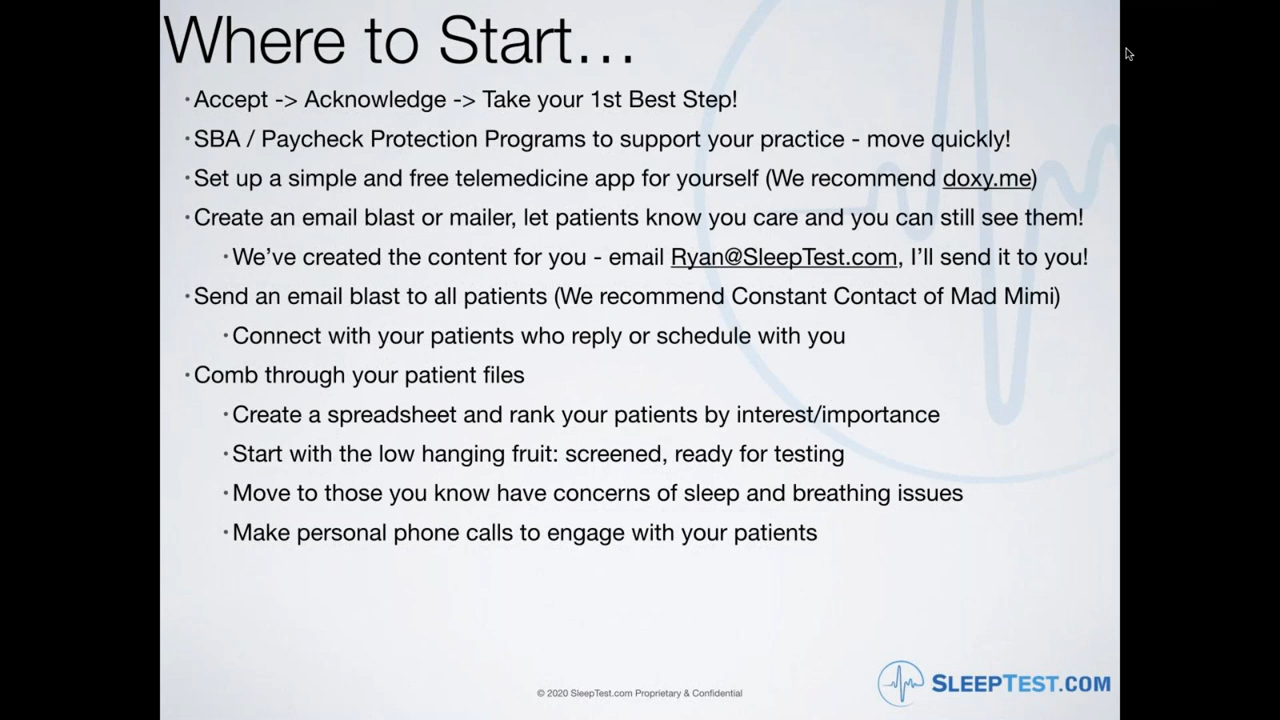 Where to Start…
· Accept -> Acknowledge -> Take your 1st Best Step!
· SBA / Paycheck Protection Programs to support your practice - move quickly!
· Set up a simple and free telemedicine app for yourself (We recommend doxy.me)
· Create an email blast or mailer, let patients know you care and you can still see them!
· We’ve created the content for you - email Ryan@SleepTest.com, I’ll send it to you!
· Send an email blast to all patients (We recommend Constant Contact of Mad Mimi)
· Connect with your patients who reply or schedule with you
· Comb through your patient files
· Create a spreadsheet and rank your patients by interest/importance
· Start with the low hanging fruit: screened, ready for testing
· Move to those you know have concerns of sleep and breathing issues
· Make personal phone calls to engage with your patients
© 2020 SleepTest.com Proprietary & Confidential
SLEEPTEST.COM